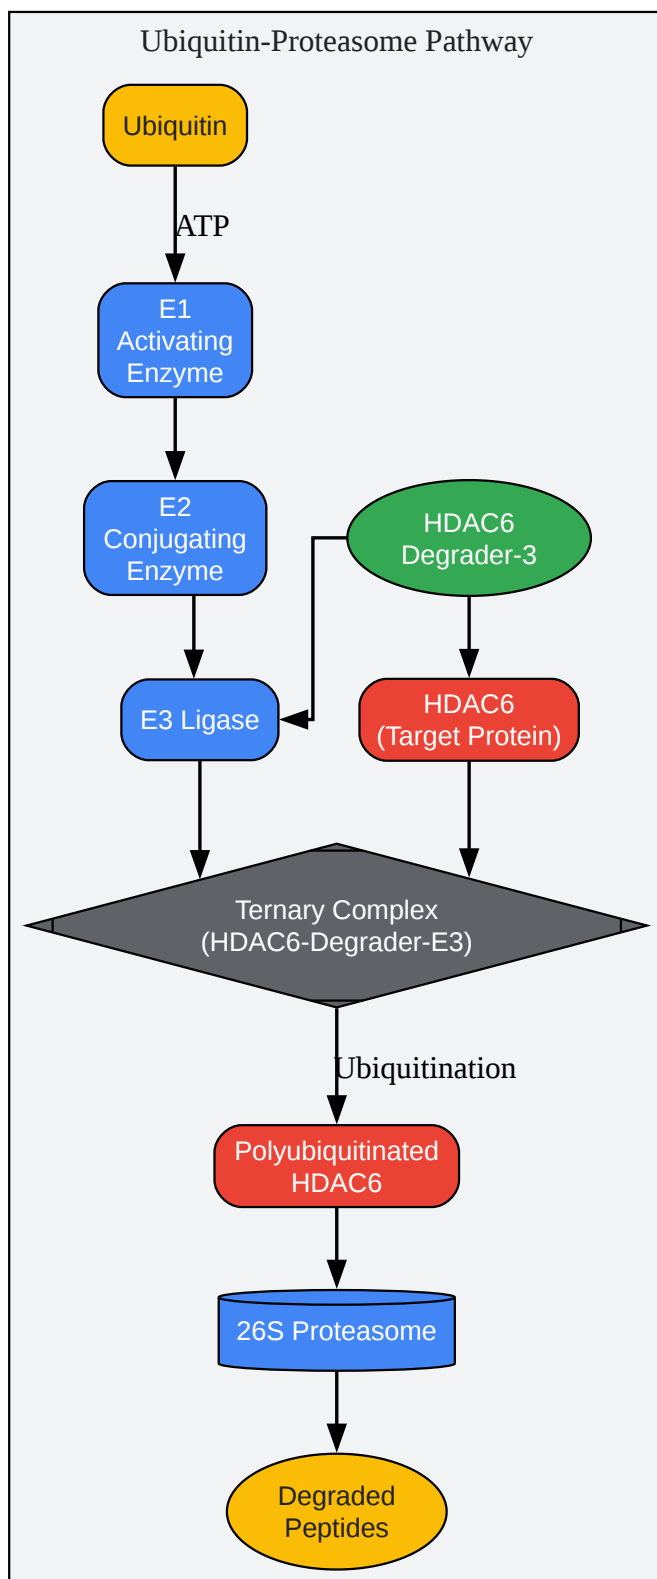 Ubiquitin-Proteasome Pathway
Ubiquitin
ATP
E1
Activating
Enzyme
E2
Conjugating
Enzyme
HDAC6
Degrader-3
E3 Ligase
HDAC6
(Target Protein)
Ternary Complex
(HDAC6-Degrader-E3)
Ubiquitination
Polyubiquitinated
HDAC6
26S Proteasome
Degraded
Peptides